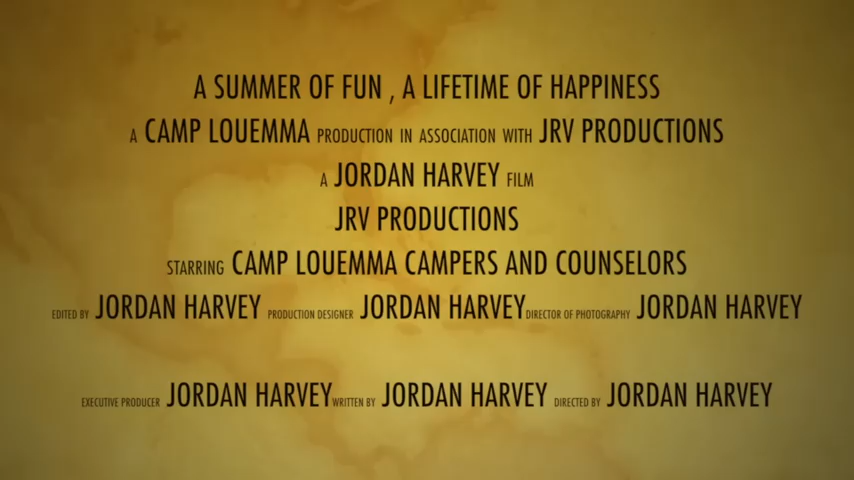 A SUMMER OF FUN , A LIFETIME OF HAPPINESS
A CAMP LOUEMMA PRODUCTION IN ASSOCIATION WITH JRV PRODUCTIONS
A JORDAN HARVEY FILM
JRV PRODUCTIONS
STARRING CAMP LOUEMMA CAMPERS AND COUNSELORS
EDITED BY JORDAN HARVEY PRODUCTION DESIGNER JORDAN HARVEY DIRECTOR OF PHOTOGRAPHY JORDAN HARVEY
EXECUTIVE PRODUCER JORDAN HARVEY WRITTEN BY JORDAN HARVEY DIRECTED BY JORDAN HARVEY